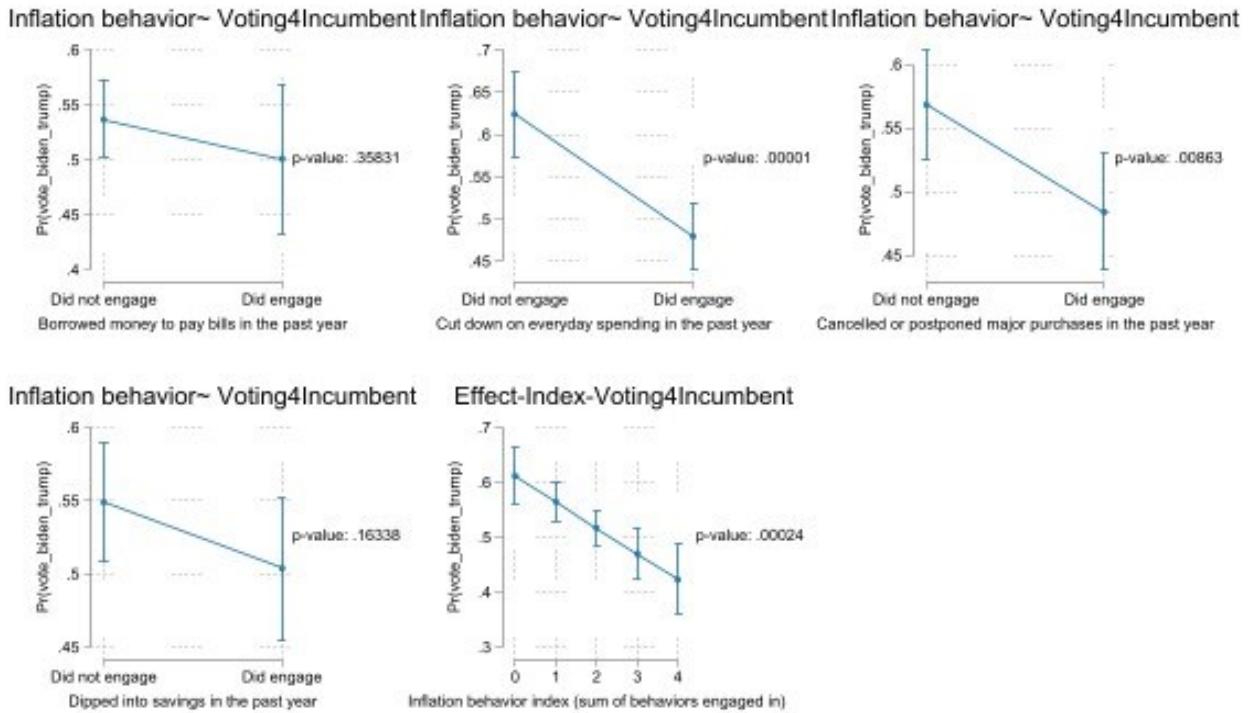 Inflation behavior~ Voting4Incumbent
.6
.55
.5
.45
.4
Pr(vote_biden_trump)
p-value: .35831
Did not engage
Did engage
Borrowed money to pay bills in the past year
Inflation behavior~ Voting4Incumbent
.7
.65
.6
.55
.5
.45
Pr(vote_biden_trump)
p-value: .00001
Did not engage
Did engage
Cut down on everyday spending in the past year
Inflation behavior~ Voting4Incumbent
.6
.55
.5
.45
Pr(vote_biden_trump)
p-value: .00863
Did not engage
Did engage
Cancelled or postponed major purchases in the past year
Inflation behavior~ Voting4Incumbent
.6
.55
.5
.45
Pr(vote_biden_trump)
p-value: .16338
Did not engage
Did engage
Dipped into savings in the past year
Effect-Index-Voting4Incumbent
.7
.6
.5
.4
.3
Pr(vote_biden_trump)
p-value: .00024
0 1 2 3 4
Inflation behavior index (sum of behaviors engaged in)